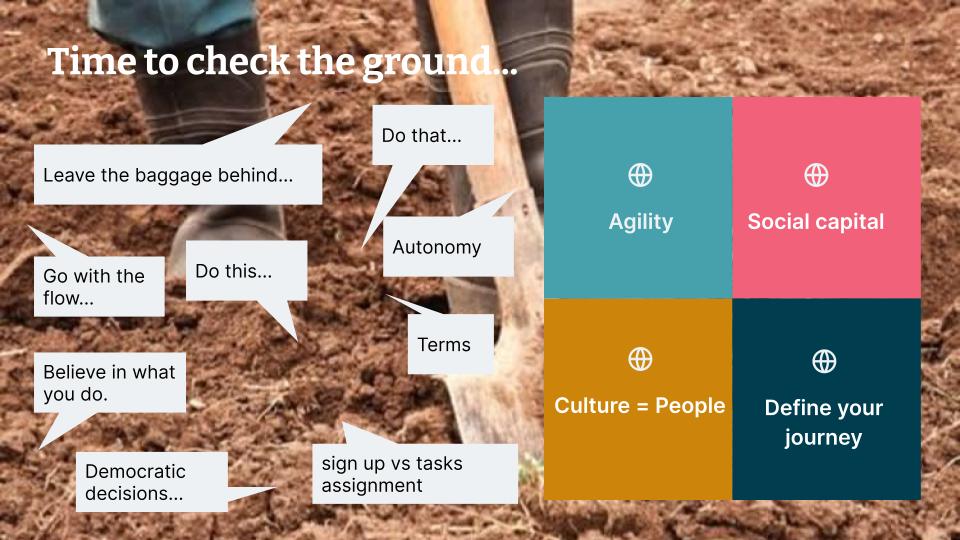 Time to check the ground...
Do that...
Leave the baggage behind...
Autonomy
Do this...
Go with the
flow...
Terms
Believe in what
you do.
Democratic
decisions...
sign up vs tasks
assignment
Agility
Social capital
Culture = People
Define your
journey